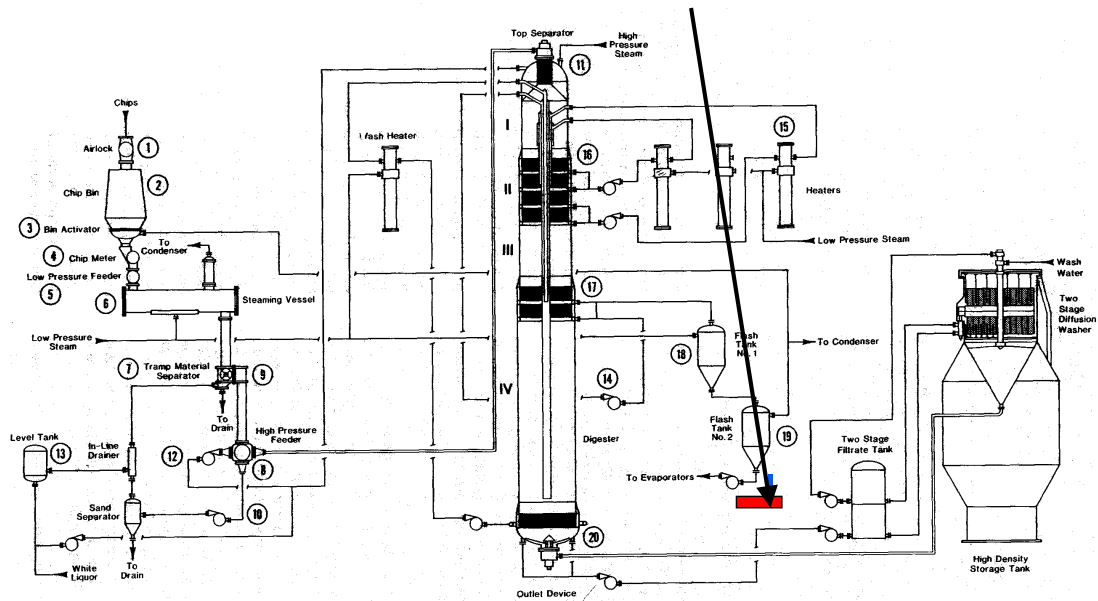 Top Separator
High
Pressure
Steam
11
Chips
Airlock
1
Chip Bin
2
3
Bin Activator
4
Chip Meter
Low Pressure Feeder
5
6
To
Condenser
Steaming Vessel
Low Pressure
Steam
7
Tramp Material
Separator
9
To
Drain
Level Tank
13
In-Line
Drainer
12
High Pressure
Feeder
8
Sand
Separator
10
White
Liquor
To
Drain
Wash Heater
I
II
III
IV
16
15
Heaters
Low Pressure Steam
17
18
Flash
Tank
No. 1
To Condenser
14
Digester
Flash
Tank
No. 2
19
To Evaporators
20
Outlet Device
Wash
Water
Two
Stage
Diffusion
Washer
Two Stage
Filtrate Tank
High Density
Storage Tank